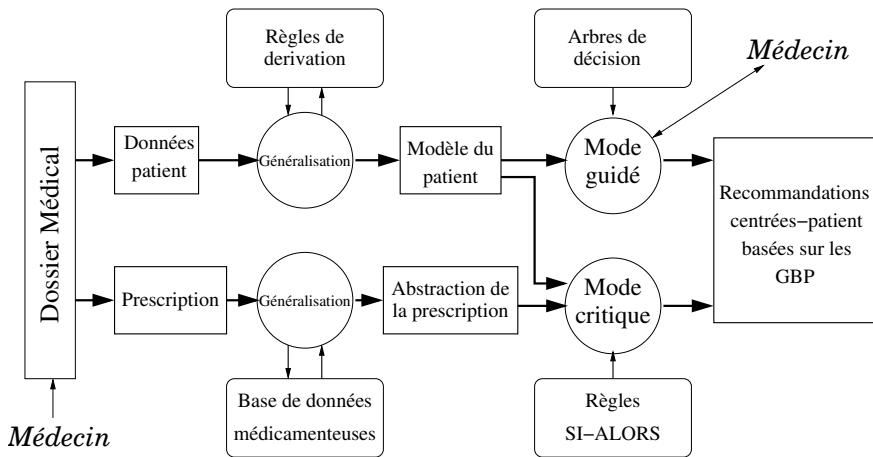 Règles de
derivation
Arbres de
décision
Médecin
Dossier Médical
Données
patient
Généralisation
Modèle du
patient
Mode
guidé
Recommandations
centrées−patient
basées sur les
GBP
Prescription
Généralisation
Abstraction de
la prescription
Mode
critique
Médecin
Base de données
médicamenteuses
Règles
SI−ALORS